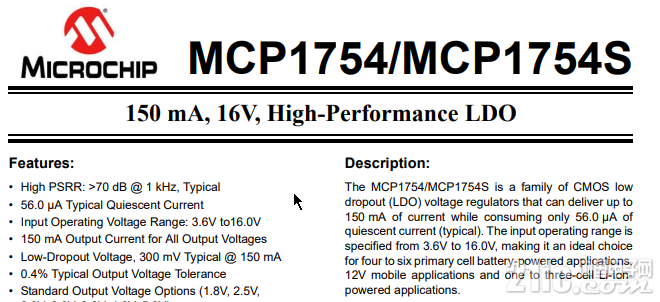 MICROCHIP
MCP1754/MCP1754S
150 mA, 16V, High-Performance LDO
Features:
• High PSRR: >70 dB @ 1 kHz, Typical
• 56.0 µA Typical Quiescent Current
• Input Operating Voltage Range: 3.6V to16.0V
• 150 mA Output Current for All Output Voltages
• Low-Dropout Voltage, 300 mV Typical @ 150 mA
• 0.4% Typical Output Voltage Tolerance
• Standard Output Voltage Options (1.8V, 2.5V,
Description:
The MCP1754/MCP1754S is a family of CMOS low
dropout (LDO) voltage regulators that can deliver up to
150 mA of current while consuming only 56.0 µA of
quiescent current (typical). The input operating range is
specified from 3.6V to 16.0V, making it an ideal choice
for four to six primary cell battery-powered applications,
12V mobile applications and one to three-cell Li-Ion-
powered applications.